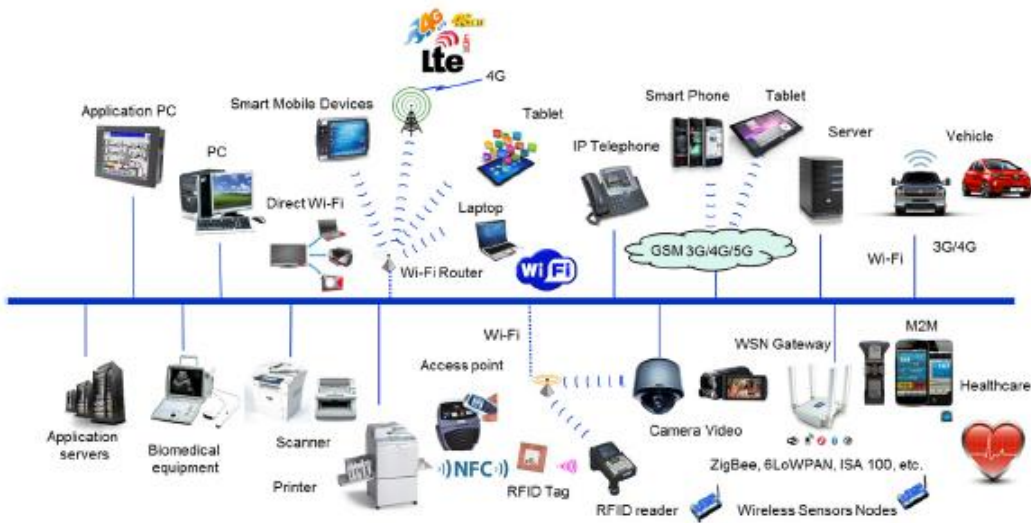 4G
Lte
4G
Smart Mobile Devices
Application PC
Tablet
Smart Phone
Tablet
PC
IP Telephone
Server
Vehicle
Direct Wi-Fi
Laptop
Wi-Fi Router
WiFi
GSM 3G/4G/5G
Wi-Fi
3G/4G
Wi-Fi
M2M
WSN Gateway
Access point
Healthcare
Application
servers
Biomedical
equipment
Scanner
Camera Video
Printer
NFC
RFID Tag
ZigBee, 6LoWPAN, ISA 100, etc.
RFIID reader
Wireless Sensors Nodes